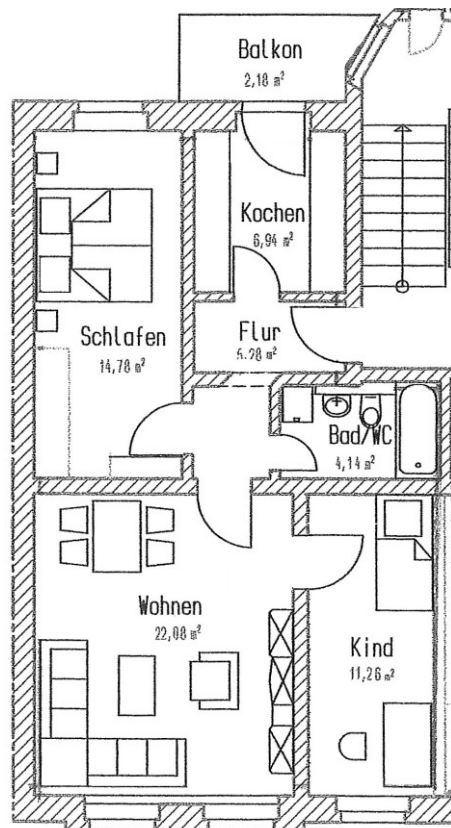 Balkon
2,18 m²
Kochen
6,94 m²
Schlafen
14,78 m²
Flur
5,28 m²
Bad/WC
4,14 m²
Wohnen
22,08 m²
Kind
11,26 m²